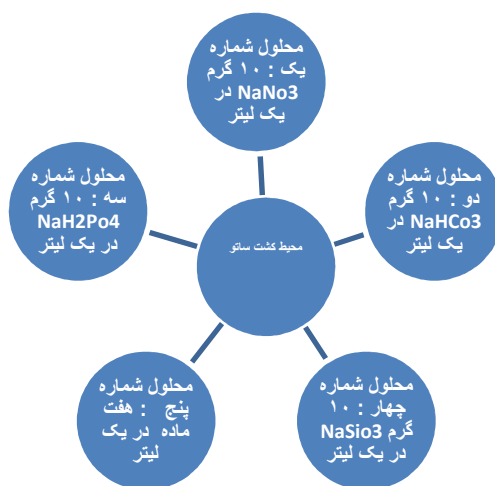 محلول شماره
یک : ۱۰ گرم
NaNo3 در
یک لیتر
محلول شماره
دو : ۱۰ گرم
NaHCo3 در
یک لیتر
محلول شماره
سه : ۱۰ گرم
NaH2Po4
در یک لیتر
محیط کشت ساتو
محلول شماره
چهار : ۱۰
گرم NaSio3
در یک لیتر
محلول شماره
پنج : هفت
ماده در یک
لیتر